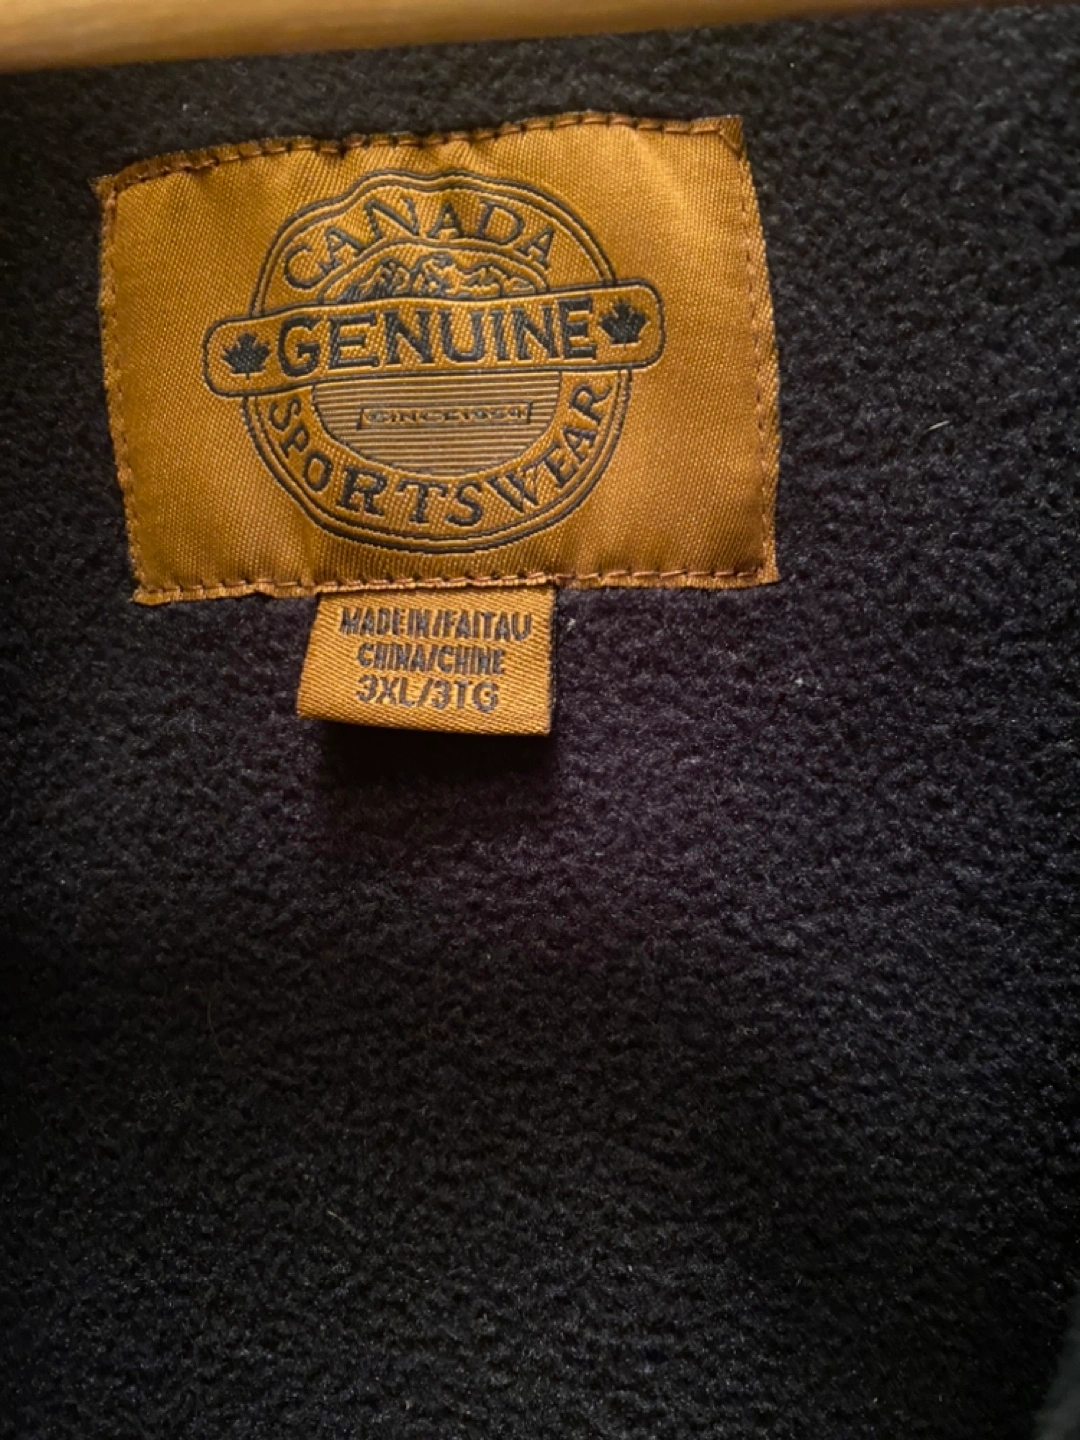 CANADA
GENUINE
SINCE 1954
SPORTSWEAR
MADE IN/FAIT AU
CHINA/CHINE
3XL/3TG